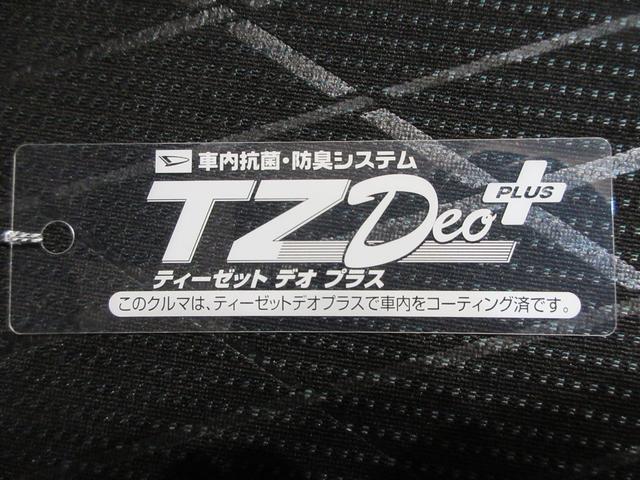 車内抗菌・防臭システム
TZ Deo PLUS
ティーゼット デオ プラス
このクルマは、ティーゼットデオプラスで車内をコーティング済です。